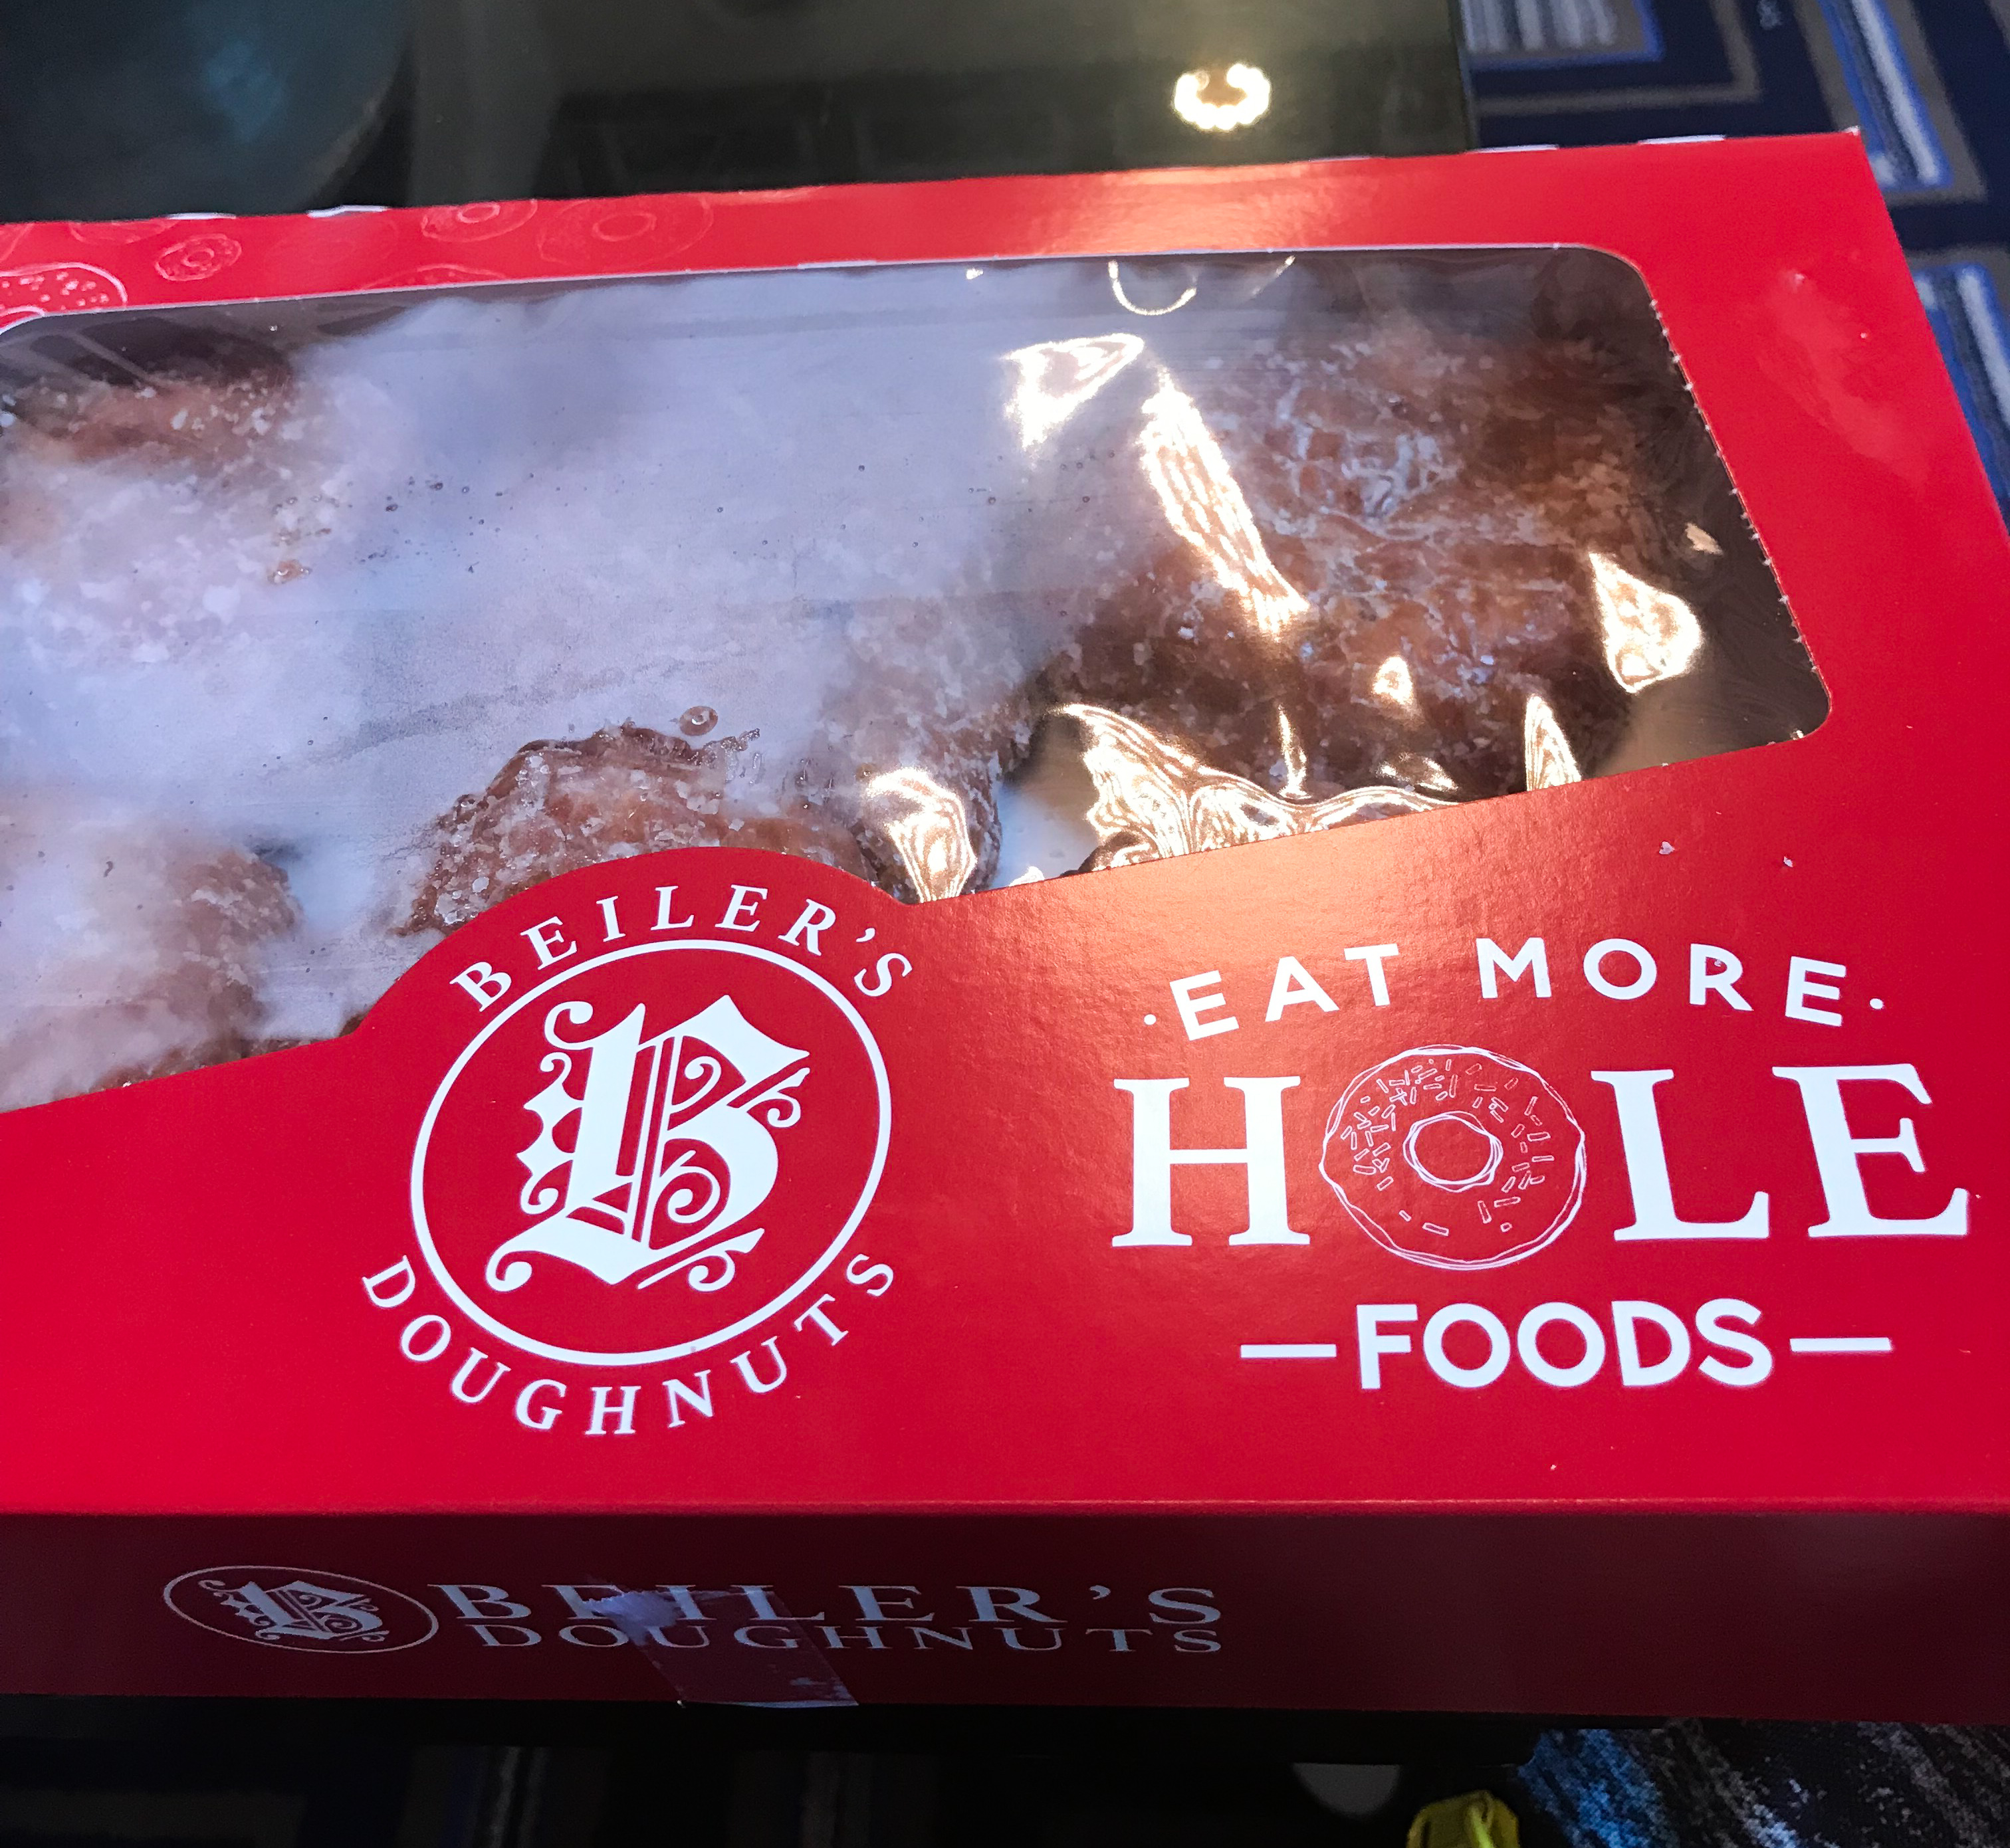 BEILER'S
B
DOUGHNUTS
·EAT MORE·
HOLE
—FOODS—
B BEILER'S
DOUGHNUTS